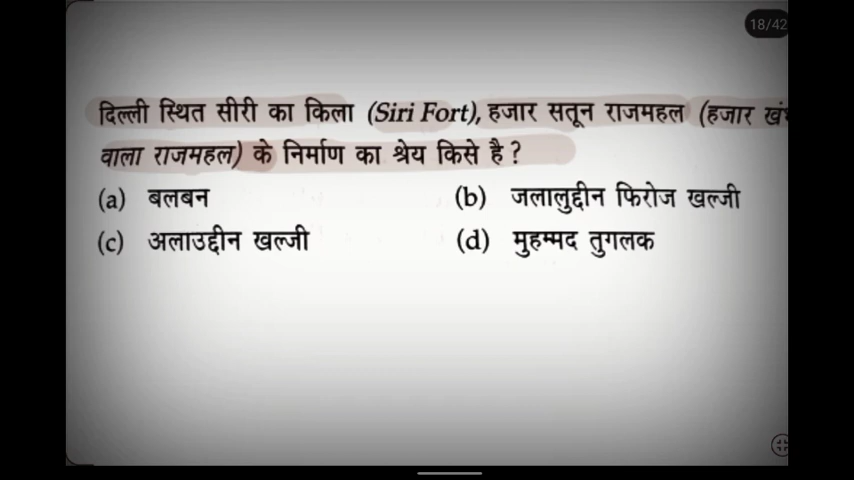 18/42
दिल्ली स्थित सीरी का किला (Siri Fort), हजार सतून राजमहल (हजार
वाला राजमहल) के निर्माण का श्रेय किसे है ?
(a) बलबन (b) जलालुद्दीन फिरोज खल्जी
(c) अलाउद्दीन खल्जी (d) मुहम्मद तुगलक